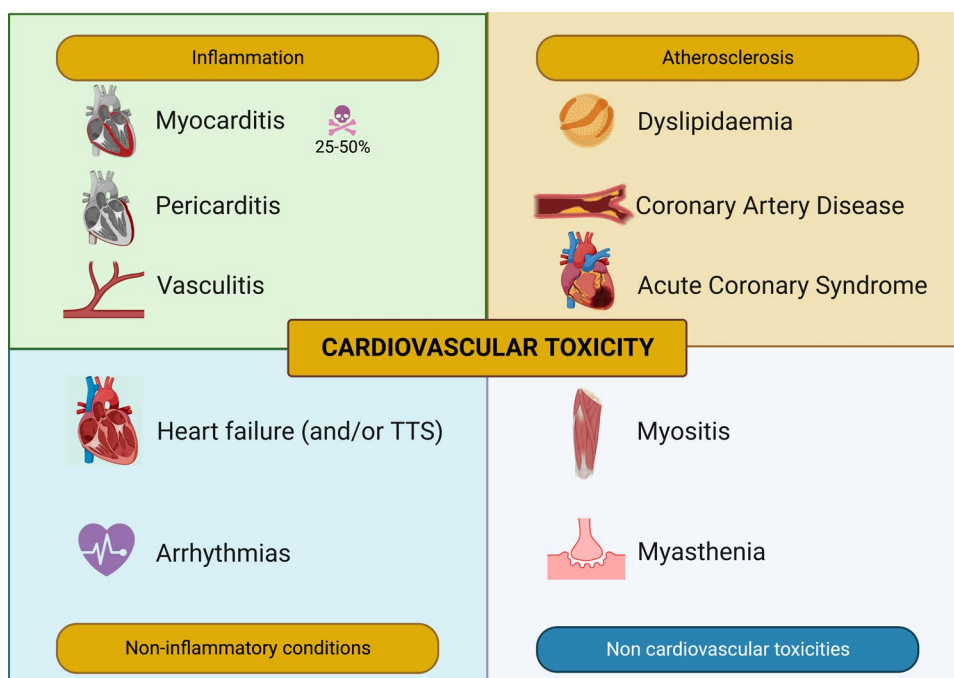 Inflammation
Myocarditis
25-50%
Pericarditis
Vasculitis
Atherosclerosis
Dyslipidaemia
Coronary Artery Disease
Acute Coronary Syndrome
CARDIOVASCULAR TOXICITY
Heart failure (and/or TTS)
Arrhythmias
Non-inflammatory conditions
Myositis
Myasthenia
Non cardiovascular toxicities